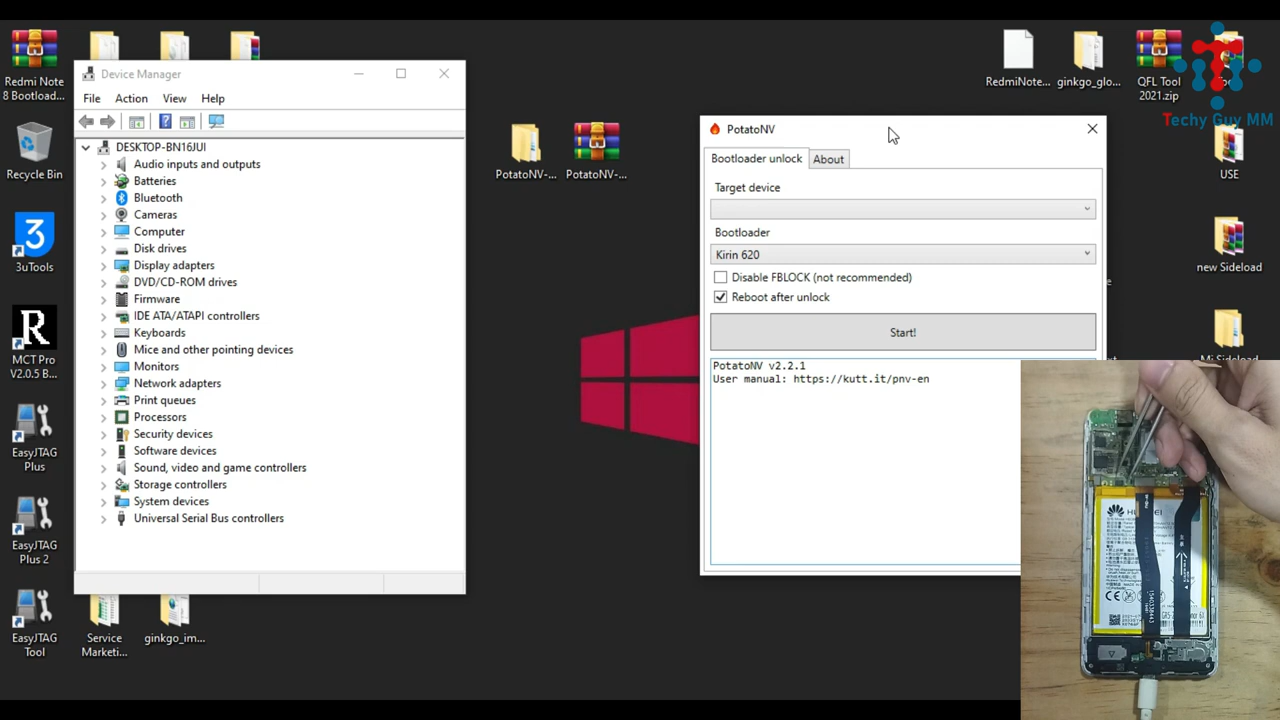 Redmi Note
8 Bootload...
Recycle Bin
3
3uTools
R
MCT Pro
V2.0.5 B...
EasyJTAG
Plus
EasyJTAG
Plus 2
EasyJTAG
Tool
Device Manager
File Action View Help
DESKTOP-BN16JUI
Audio inputs and outputs
Batteries
Bluetooth
Cameras
Computer
Disk drives
Display adapters
DVD/CD-ROM drives
Firmware
IDE ATA/ATAPI controllers
Keyboards
Mice and other pointing devices
Monitors
Network adapters
Print queues
Processors
Security devices
Software devices
Sound, video and game controllers
Storage controllers
System devices
Universal Serial Bus controllers
Service
Marketi...
ginkgo_im...
PotatoNV-...
PotatoNV-...
PotatoNV
Bootloader unlock
About
Target device
Bootloader
Kirin 620
Disable FBLOCK (not recommended)
Reboot after unlock
Start!
PotatoNV v2.2.1
User manual: https://kutt.it/pnv-en
RedmiNote...
ginkgo_glo...
QFL Tool
2021.zip
Techy Guy MM
USE
new Sideload
Mi Sideload